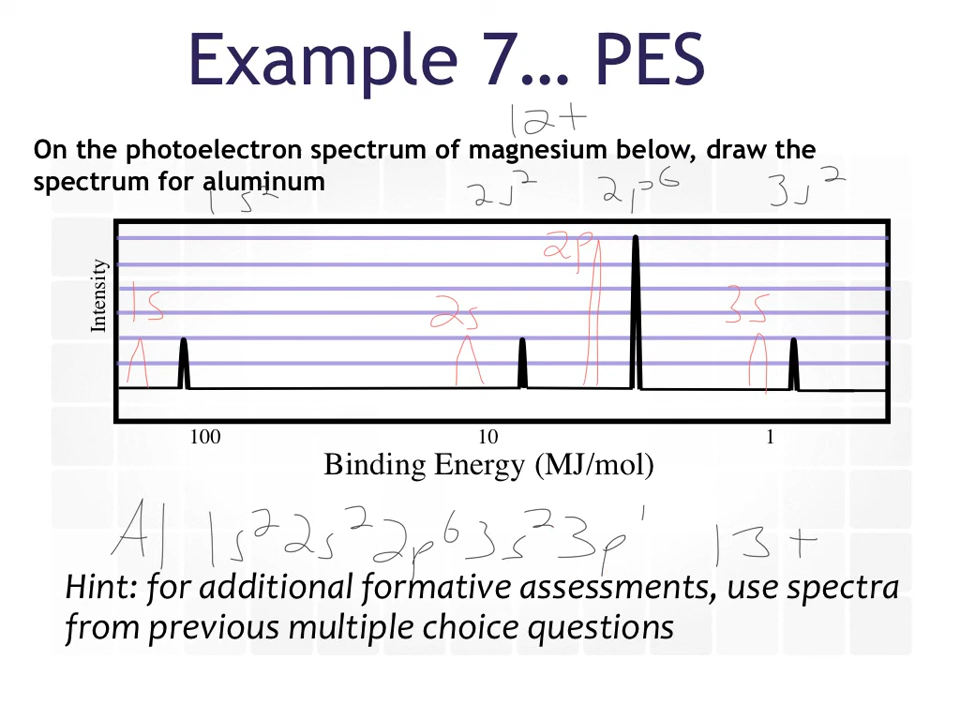 Example 7... PES
12+
On the photoelectron spectrum of magnesium below, draw the
spectrum for aluminum
1s² 2s² 2p⁶ 3s²
Intensity
2p
1s 2s 3s
100 10 1
Binding Energy (MJ/mol)
Al 1s²2s²2p⁶3s²3p¹ 13+
Hint: for additional formative assessments, use spectra
from previous multiple choice questions